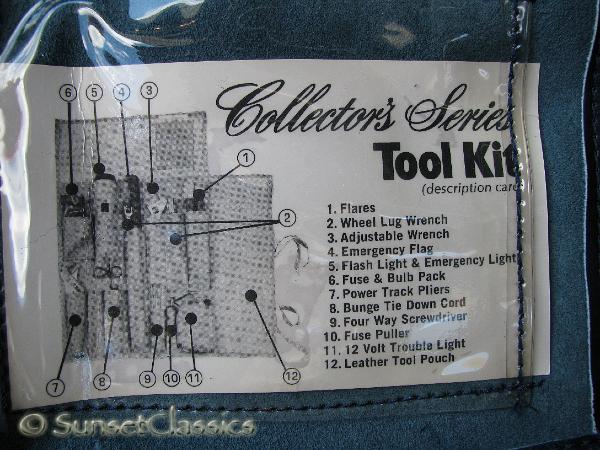 Collector's Series
Tool Kit
(description card
1. Flares
2. Wheel Lug Wrench
3. Adjustable Wrench
4. Emergency Flag
5. Flash Light & Emergency Light
6. Fuse & Bulb Pack
7. Power Track Pliers
8. Bunge Tie Down Cord
9. Four Way Screwdriver
10. Fuse Puller
11. 12 Volt Trouble Light
12. Leather Tool Pouch
6 5 4 3
1
2
7 8 9 10 11 12
© SunsetClassics